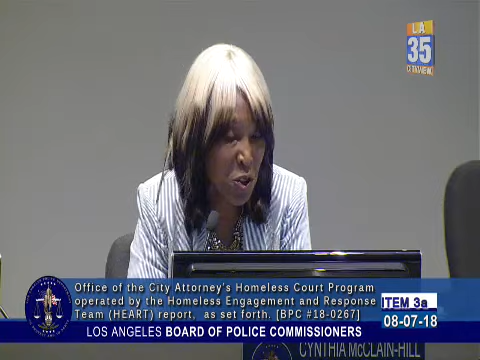 LA
35
Office of the City Attorney's Homeless Court Program
operated by the Homeless Engagement and Response
Team (HEART) report, as set forth. [BPC #18-0267]
ITEM 3a
08-07-18
LOS ANGELES BOARD OF POLICE COMMISSIONERS
CYNTHIA McCLAIN-HILL